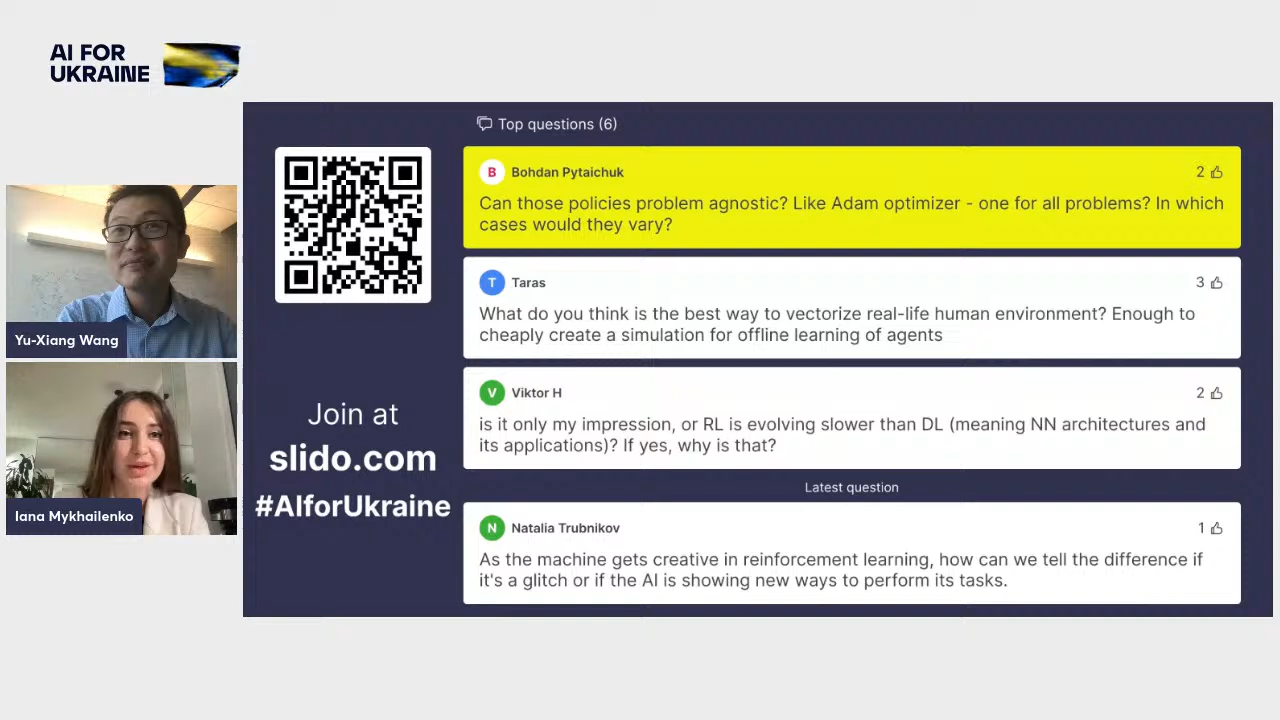 AI FOR
UKRAINE
Top questions (6)
B Bohdan Pytaichuk 2
Can those policies problem agnostic? Like Adam optimizer - one for all problems? In which
cases would they vary?
T Taras 3
What do you think is the best way to vectorize real-life human environment? Enough to
cheaply create a simulation for offline learning of agents
V Viktor H 2
is it only my impression, or RL is evolving slower than DL (meaning NN architectures and
its applications)? If yes, why is that?
Latest question
N Natalia Trubnikov 1
As the machine gets creative in reinforcement learning, how can we tell the difference if
it's a glitch or if the AI is showing new ways to perform its tasks.
Join at
slido.com
#AIforUkraine
Yu-Xiang Wang
Iana Mykhailenko